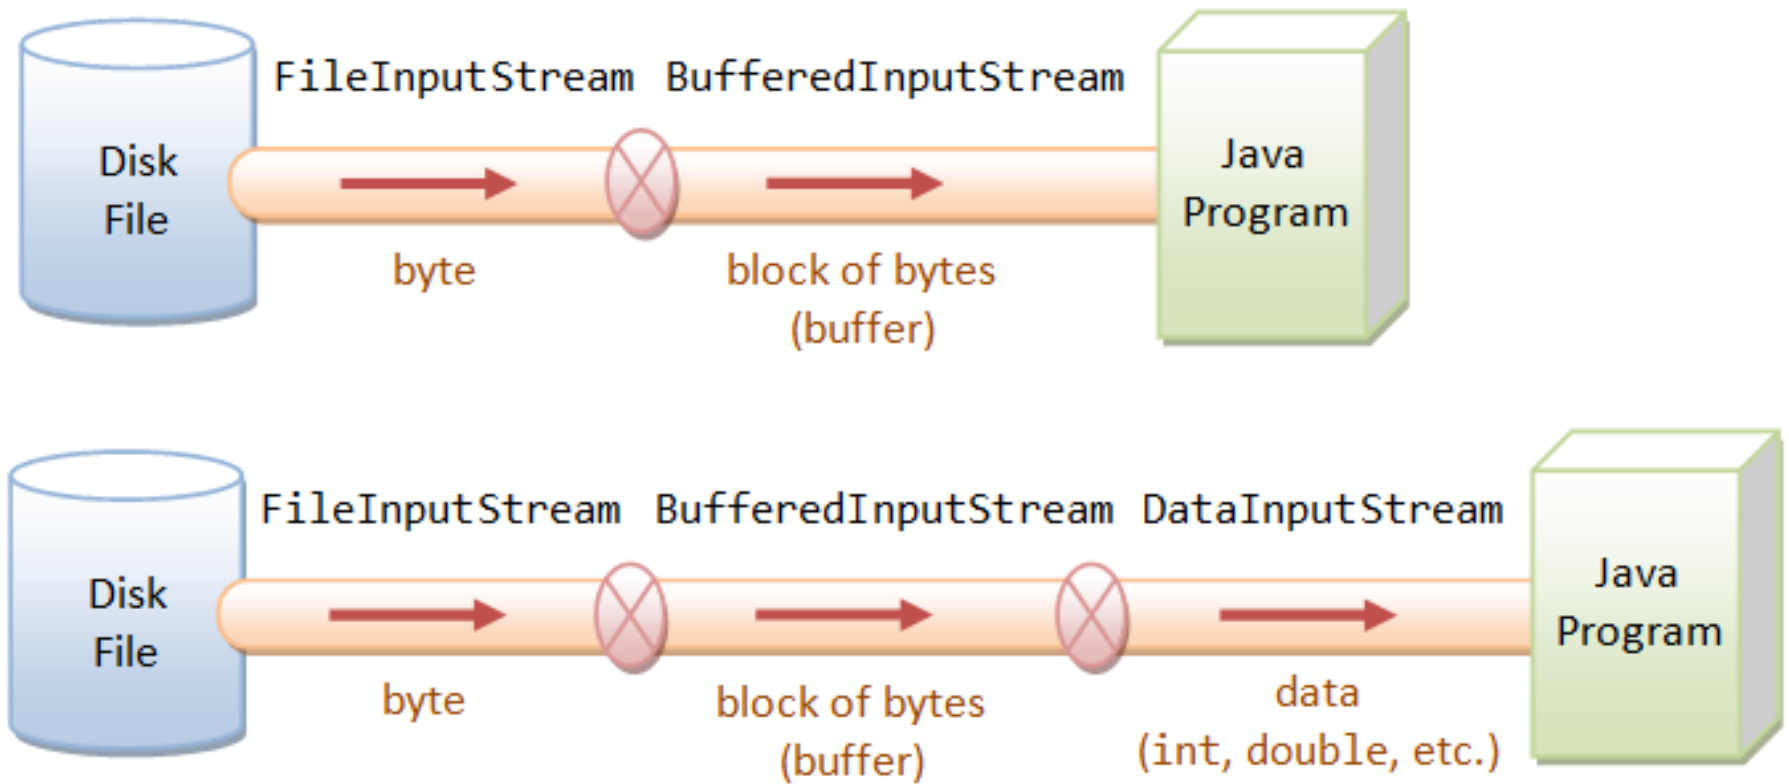 FileInputStream BufferedInputStream
Disk
File
Java
Program
byte
block of bytes
(buffer)
FileInputStream BufferedInputStream DataInputStream
Disk
File
Java
Program
byte
block of bytes
(buffer)
data
(int, double, etc.)